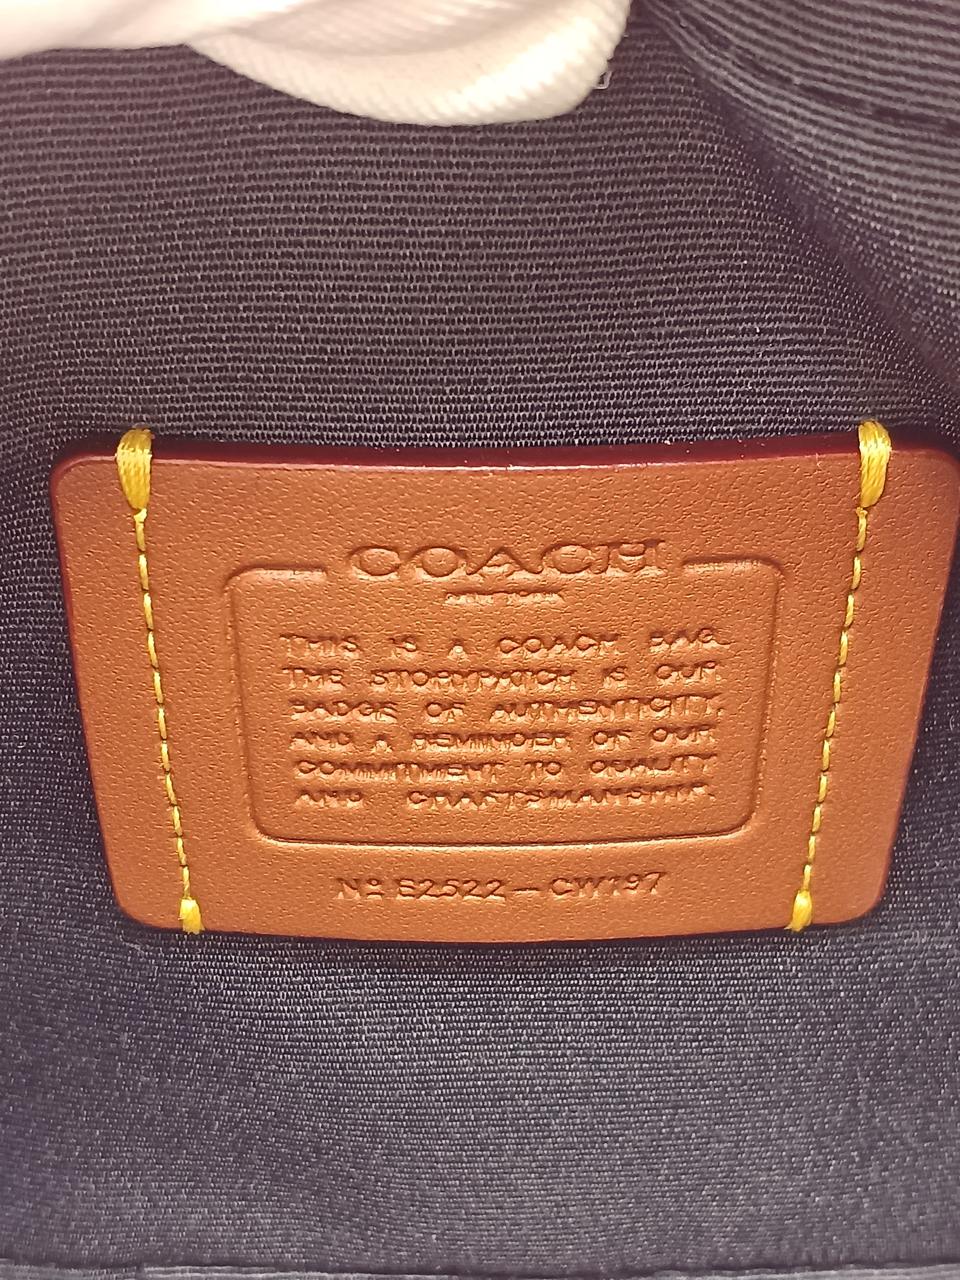 COACH
NEW YORK
THIS IS A COACH BAG.
THE STORYPATCH IS OUR
BADGE OF AUTHENTICITY,
AND A REMINDER OF OUR
COMMITMENT TO QUALITY
AND CRAFTSMANSHIP.
Nº E2522-CW197